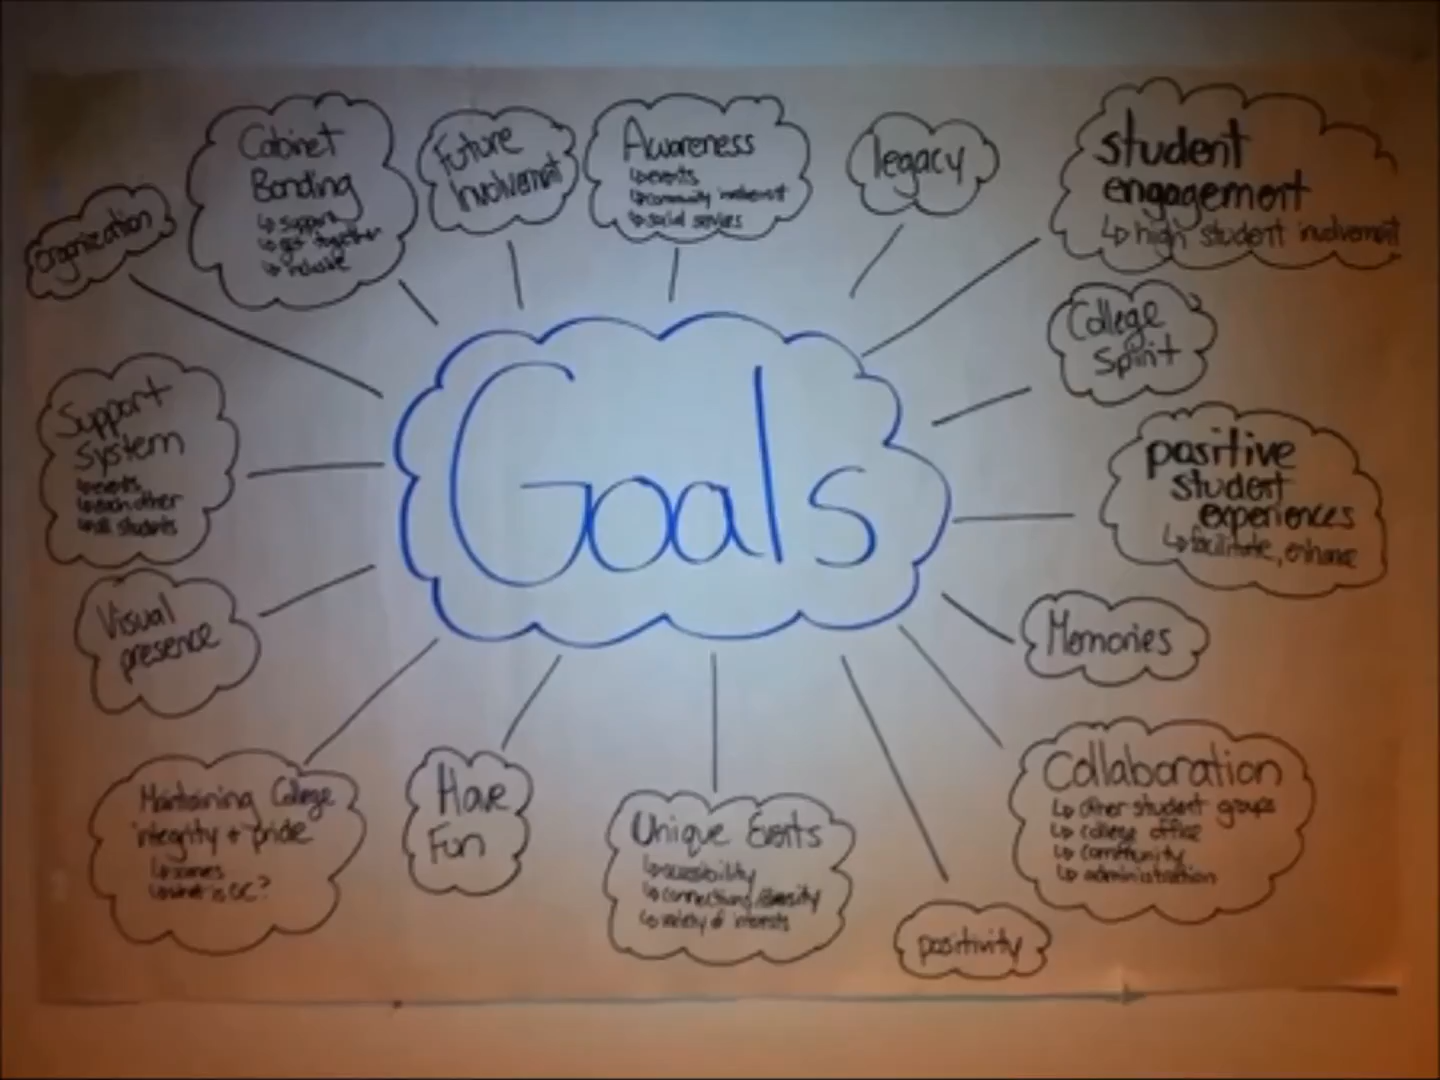 Goals
organization
Cabinet
Bonding
↳ support
↳ get together
↳ inclusive
Future
Involvement
Awareness
↳ events
↳ community involvement
↳ social services
legacy
student
engagement
↳ high student involvement
College
Spirit
positive
student
experiences
↳ facilitate, enhance
Memories
Collaboration
↳ other student groups
↳ college office
↳ community
↳ administration
positivity
Unique Events
↳ accessibility
↳ connections/diversity
↳ variety of interests
Have
Fun
Maintaining College
integrity + pride
↳ what is
Visual
presence
Support
System
↳ events
↳ each other
↳ all students